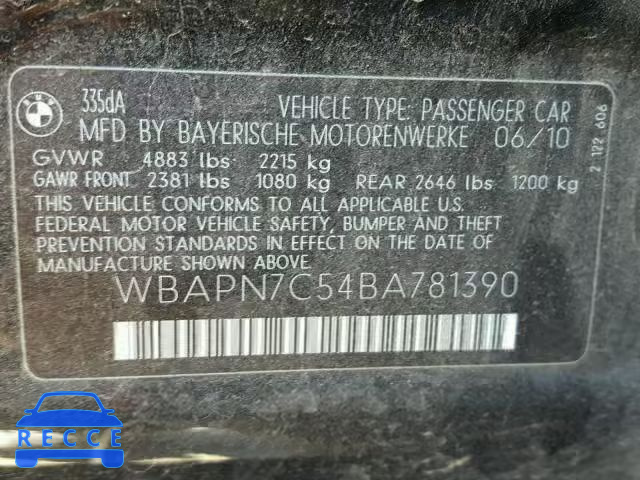 BMW
335dA VEHICLE TYPE: PASSENGER CAR
MFD BY BAYERISCHE MOTORENWERKE 06/10
GVWR 4883 lbs 2215 kg
GAWR FRONT 2381 lbs 1080 kg REAR 2646 lbs 1200 kg
THIS VEHICLE CONFORMS TO ALL APPLICABLE U.S.
FEDERAL MOTOR VEHICLE SAFETY, BUMPER AND THEFT
PREVENTION STANDARDS IN EFFECT ON THE DATE OF
MANUFACTURE SHOWN ABOVE.
WBAPN7C54BA781390
2 122 606
RECCE